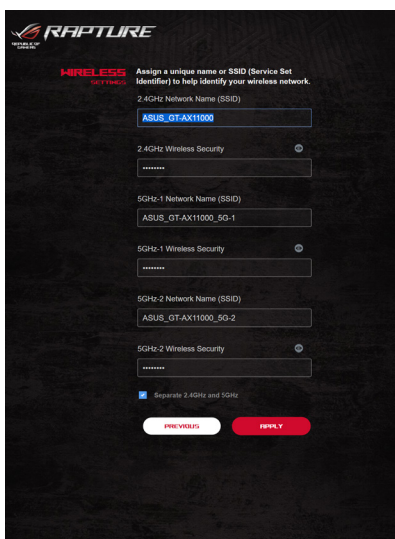 RAPTURE
REPUBLIC OF
GAMERS
WIRELESS
SETTINGS
Assign a unique name or SSID (Service Set
Identifier) to help identify your wireless network.
2.4GHz Network Name (SSID)
ASUS_GT-AX11000
2.4GHz Wireless Security
••••••••
5GHz-1 Network Name (SSID)
ASUS_GT-AX11000_5G-1
5GHz-1 Wireless Security
••••••••
5GHz-2 Network Name (SSID)
ASUS_GT-AX11000_5G-2
5GHz-2 Wireless Security
••••••••
Separate 2.4GHz and 5GHz
PREVIOUS
APPLY